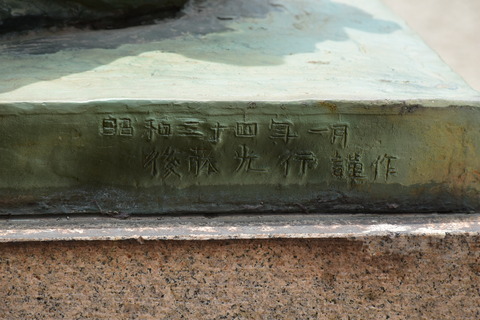 昭和三十四年一月
後藤光行謹作